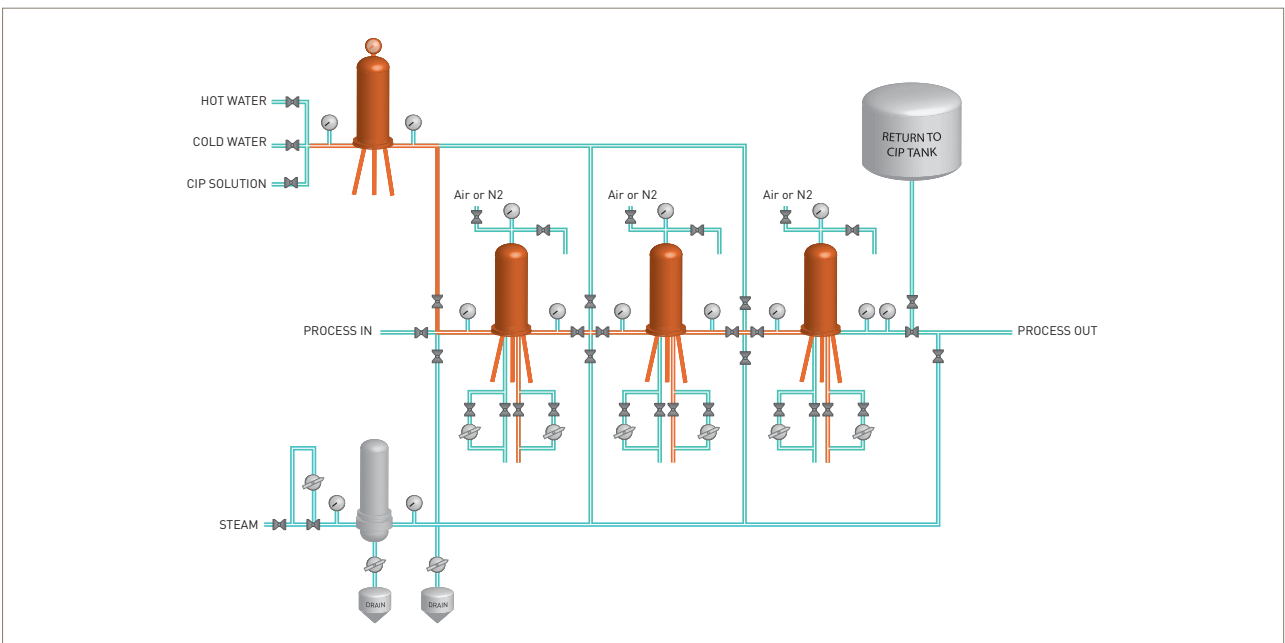 HOT WATER
COLD WATER
CIP SOLUTION
RETURN TO
CIP TANK
Air or N2
Air or N2
Air or N2
PROCESS IN
PROCESS OUT
STEAM
DRAIN
DRAIN